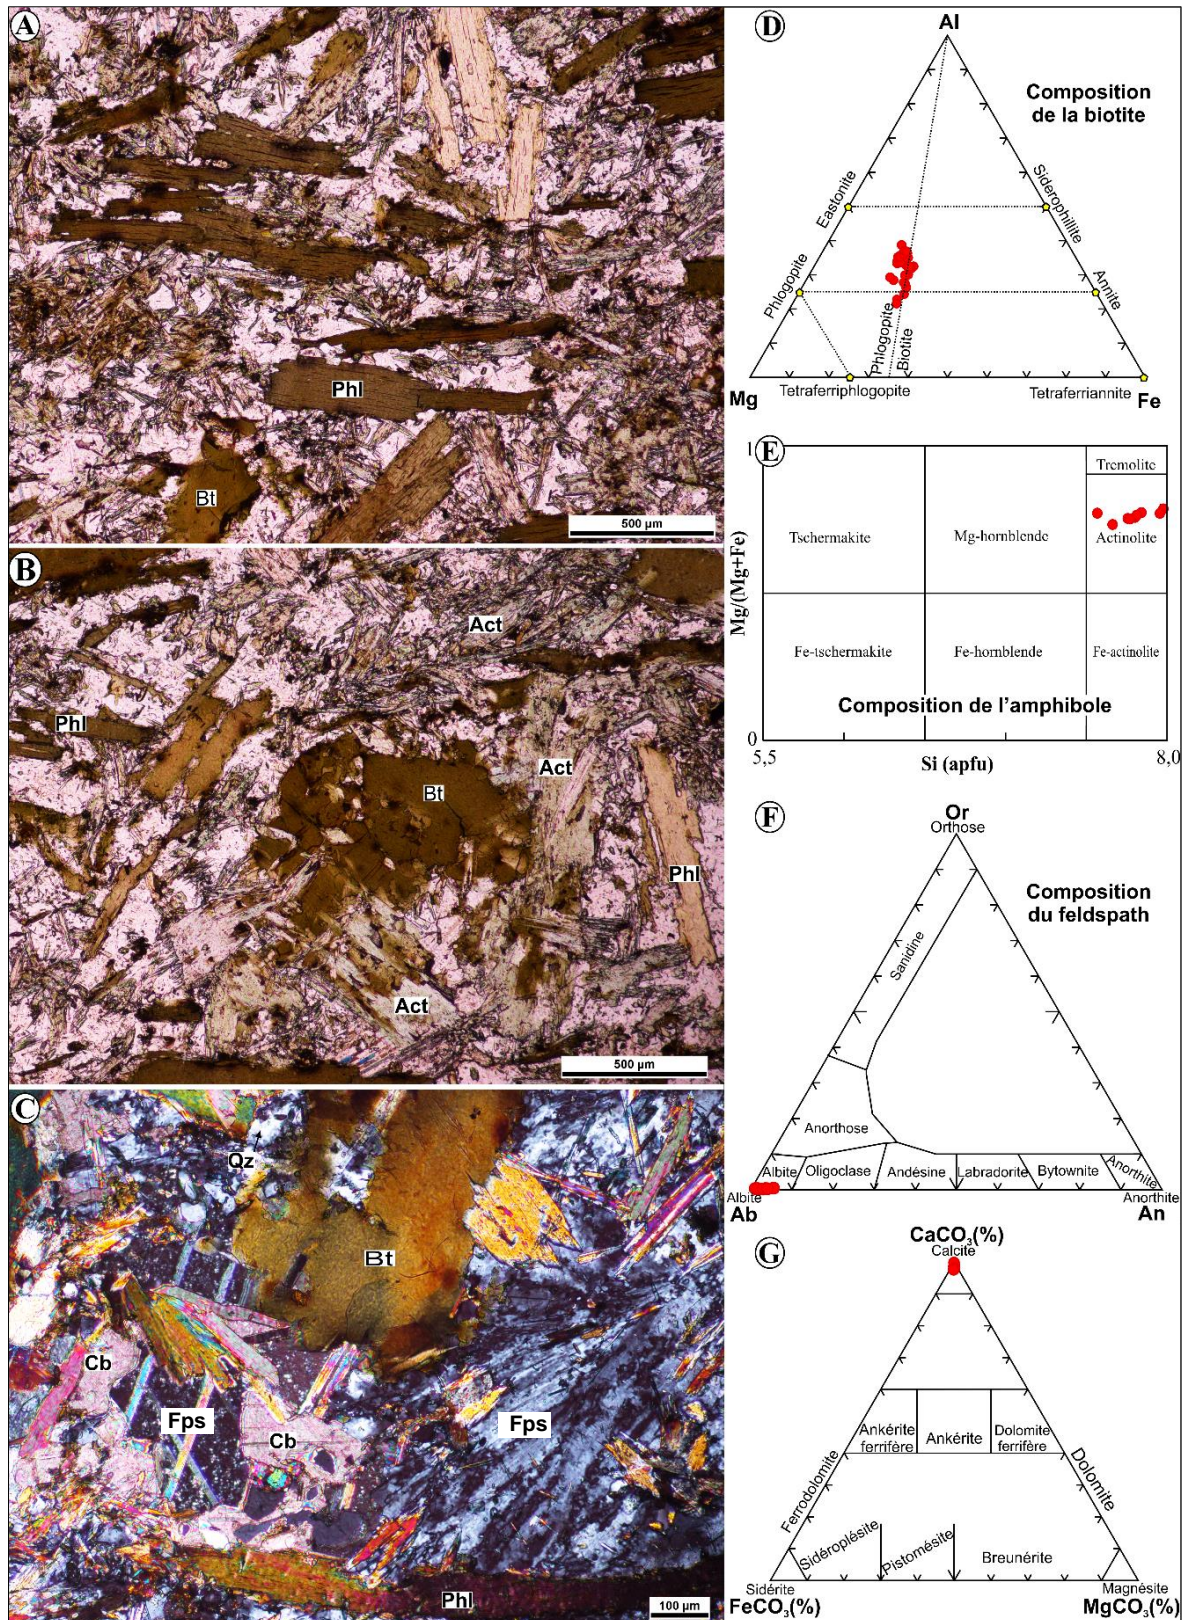 A
Phl
Bt
500 µm
B
Act
Phl
Act
Bt
Phl
Act
500 µm
C
Qz
Bt
Cb
Fps
Fps
Cb
Phl
100 µm
D
Al
Composition
de la biotite
Eastonite
Siderophillite
Phlogopite
Annite
Phlogopite
Biotite
Mg
Tetraferriphlogopite
Tetraferriannite
Fe
E
1
Tremolite
Tschermakite
Mg-hornblende
Actinolite
Mg/(Mg+Fe)
Fe-tschermakite
Fe-hornblende
Fe-actinolite
Composition de l'amphibole
0
5,5
Si (apfu)
8,0
F
Or
Orthose
Composition
du feldspath
Sanidine
Anorthose
Albite
Oligoclase
Andésine
Labradorite
Bytownite
Anorthite
Albite
Anorthite
Ab
An
G
CaCO₃(%)
Calcite
Ankérite
ferrifère
Ankérite
Dolomite
ferrifère
Ferrodolomite
Dolomite
Sidéroplésite
Pistomésite
Breunérite
Sidérite
Magnésite
FeCO₃(%)
MgCO₃(%)